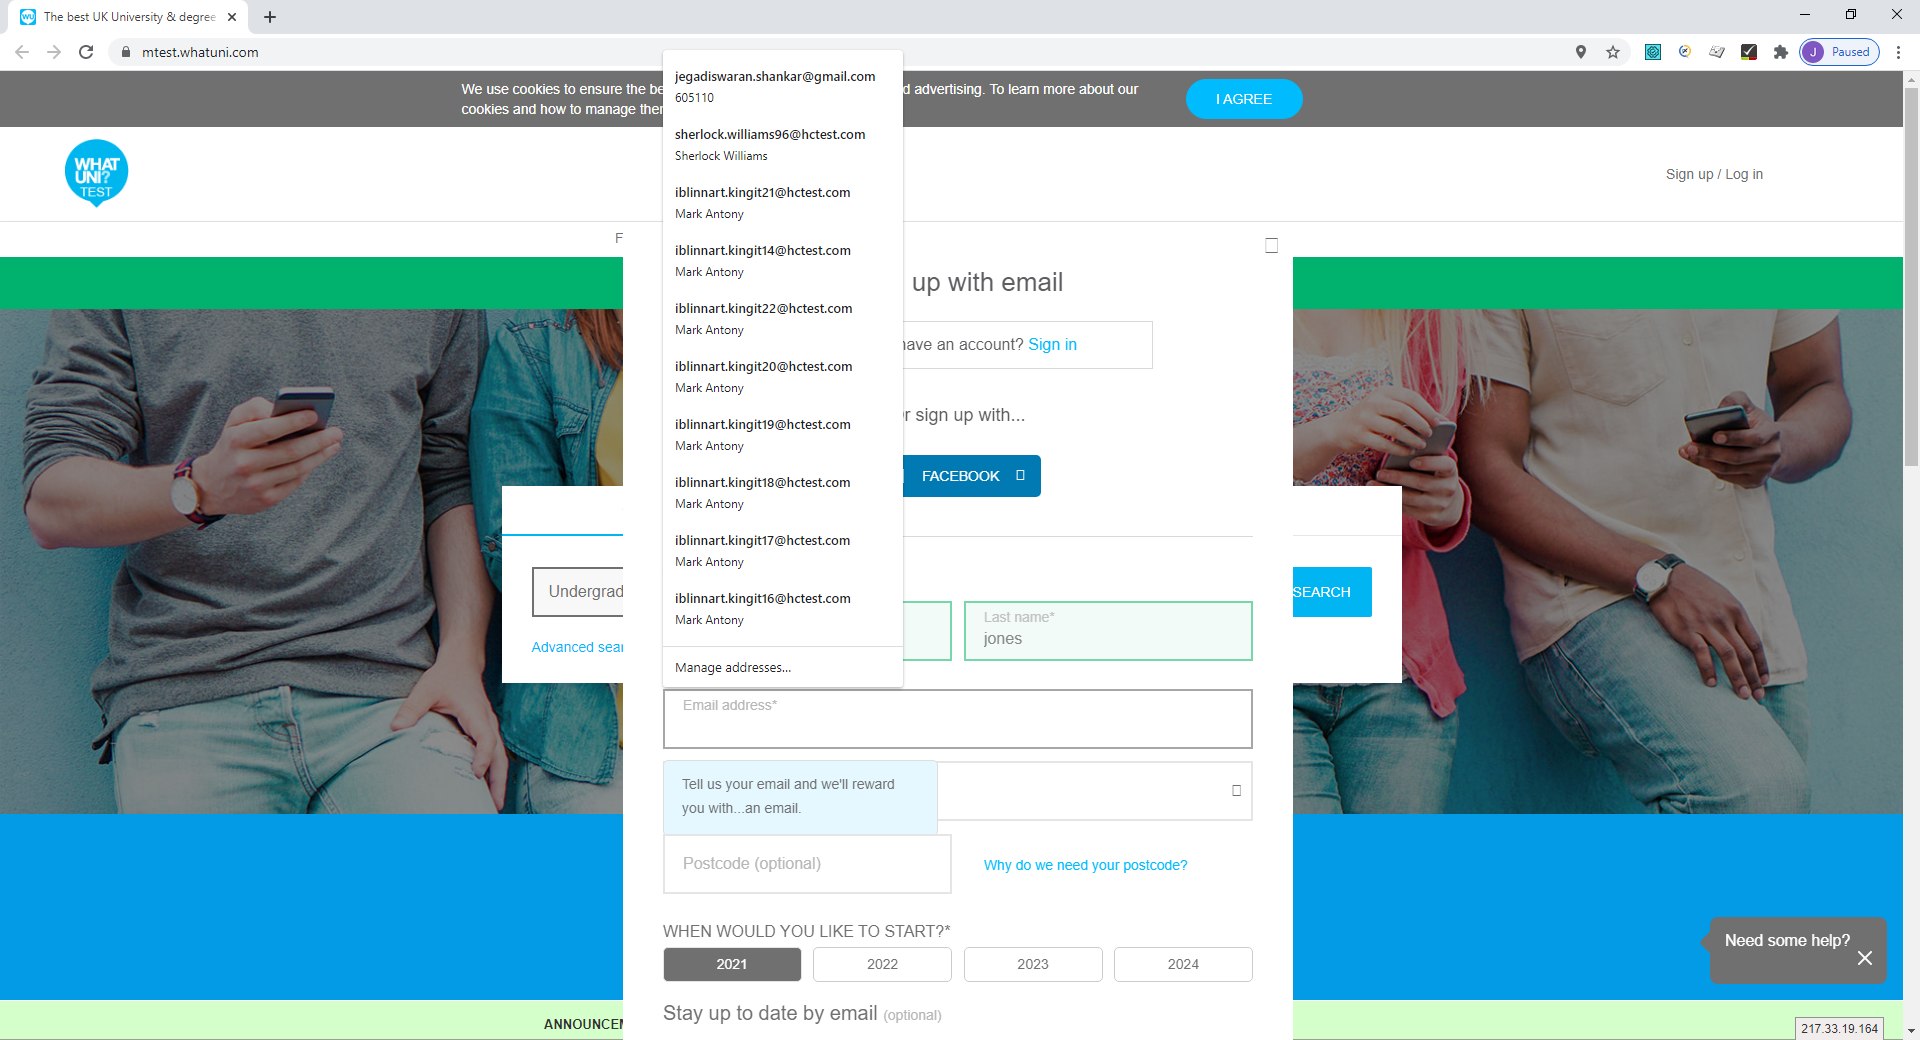 The best UK University & degree
mtest.whatuni.com
J
Paused
We use cookies to ensure the be
d advertising. To learn more about our
cookies and how to manage the
I AGREE
WHAT
UNI?
TEST
Sign up / Log in
F
jegadiswaran.shankar@gmail.com
605110
sherlock.williams96@hctest.com
Sherlock Williams
iblinnart.kingit21@hctest.com
Mark Antony
iblinnart.kingit14@hctest.com
Mark Antony
iblinnart.kingit22@hctest.com
Mark Antony
iblinnart.kingit20@hctest.com
Mark Antony
iblinnart.kingit19@hctest.com
Mark Antony
iblinnart.kingit18@hctest.com
Mark Antony
iblinnart.kingit17@hctest.com
Mark Antony
iblinnart.kingit16@hctest.com
Mark Antony
Manage addresses...
up with email
have an account? Sign in
r sign up with...
FACEBOOK
Undergrad
SEARCH
Advanced sear
Last name*
jones
Email address*
Tell us your email and we'll reward
you with...an email.
Postcode (optional)
Why do we need your postcode?
WHEN WOULD YOU LIKE TO START?*
2021
2022
2023
2024
Stay up to date by email (optional)
Need some help?
ANNOUNCEM
217.33.19.164